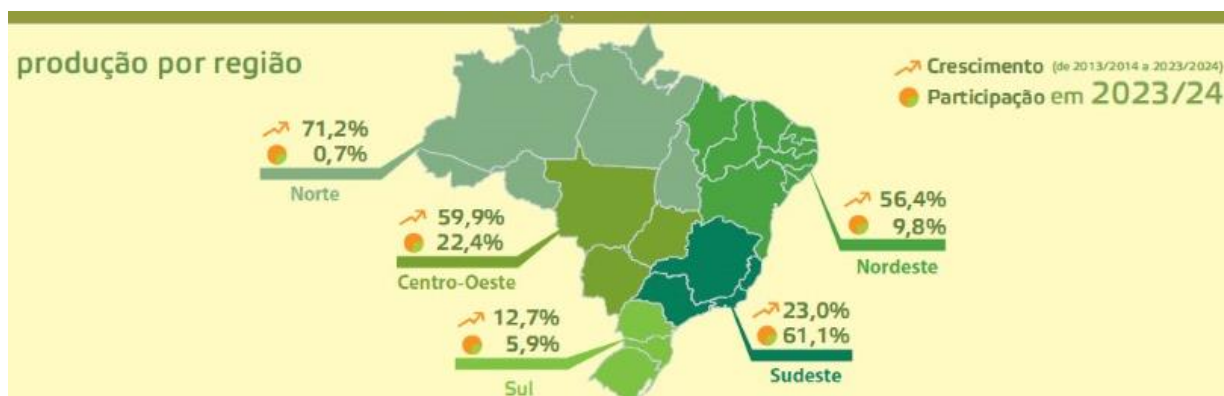 produção por região
Crescimento (de 2013/2014 a 2023/2024)
Participação em 2023/24
71,2%
0,7%
Norte
59,9%
22,4%
Centro-Oeste
12,7%
5,9%
Sul
56,4%
9,8%
Nordeste
23,0%
61,1%
Sudeste